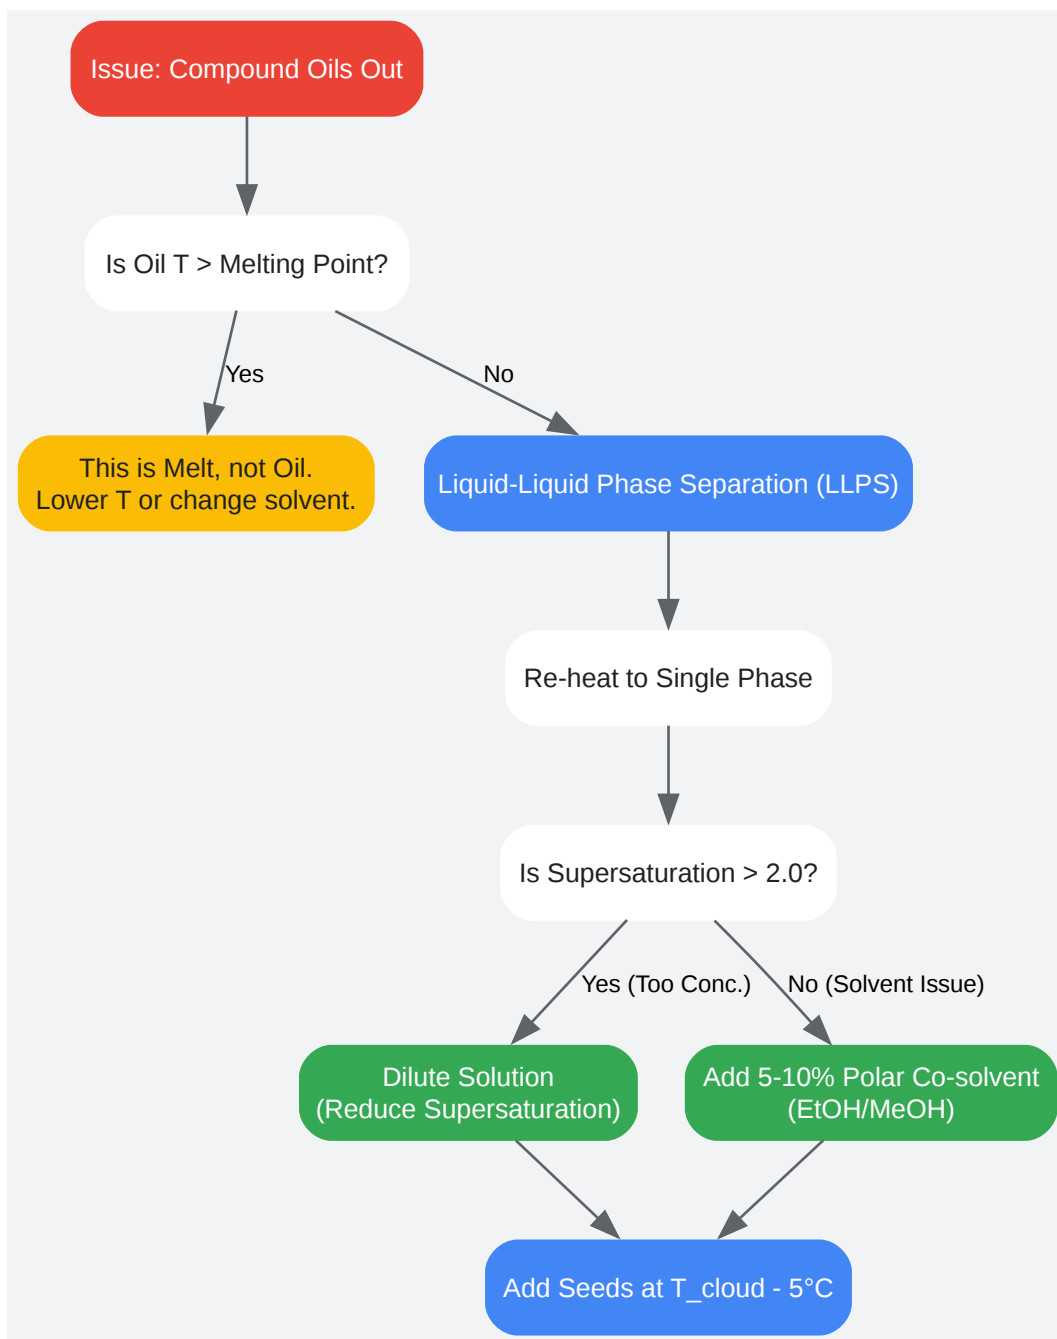 Issue: Compound Oils Out
Is Oil T > Melting Point?
Yes
No
This is Melt, not Oil.
Lower T or change solvent.
Liquid-Liquid Phase Separation (LLPS)
Re-heat to Single Phase
Is Supersaturation > 2.0?
Yes (Too Conc.)
No (Solvent Issue)
Dilute Solution
(Reduce Supersaturation)
Add 5-10% Polar Co-solvent
(EtOH/MeOH)
Add Seeds at T_cloud - 5°C